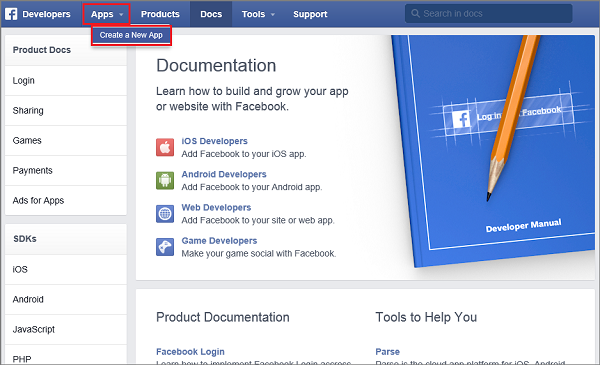 Developers Apps Products Docs Tools Support Search in docs
Create a New App
Product Docs
Login
Sharing
Games
Payments
Ads for Apps
SDKs
iOS
Android
JavaScript
PHP
Documentation
Learn how to build and grow your app
or website with Facebook.
iOS Developers
Add Facebook to your iOS app.
Android Developers
Add Facebook to your Android app.
Web Developers
Add Facebook to your site or web app.
Game Developers
Make your game social with Facebook.
Log in with Facebook
Developer Manual
Product Documentation
Facebook Login
Learn how to implement Facebook Login across
Tools to Help You
Parse
Parse is the cloud app platform for iOS, Android